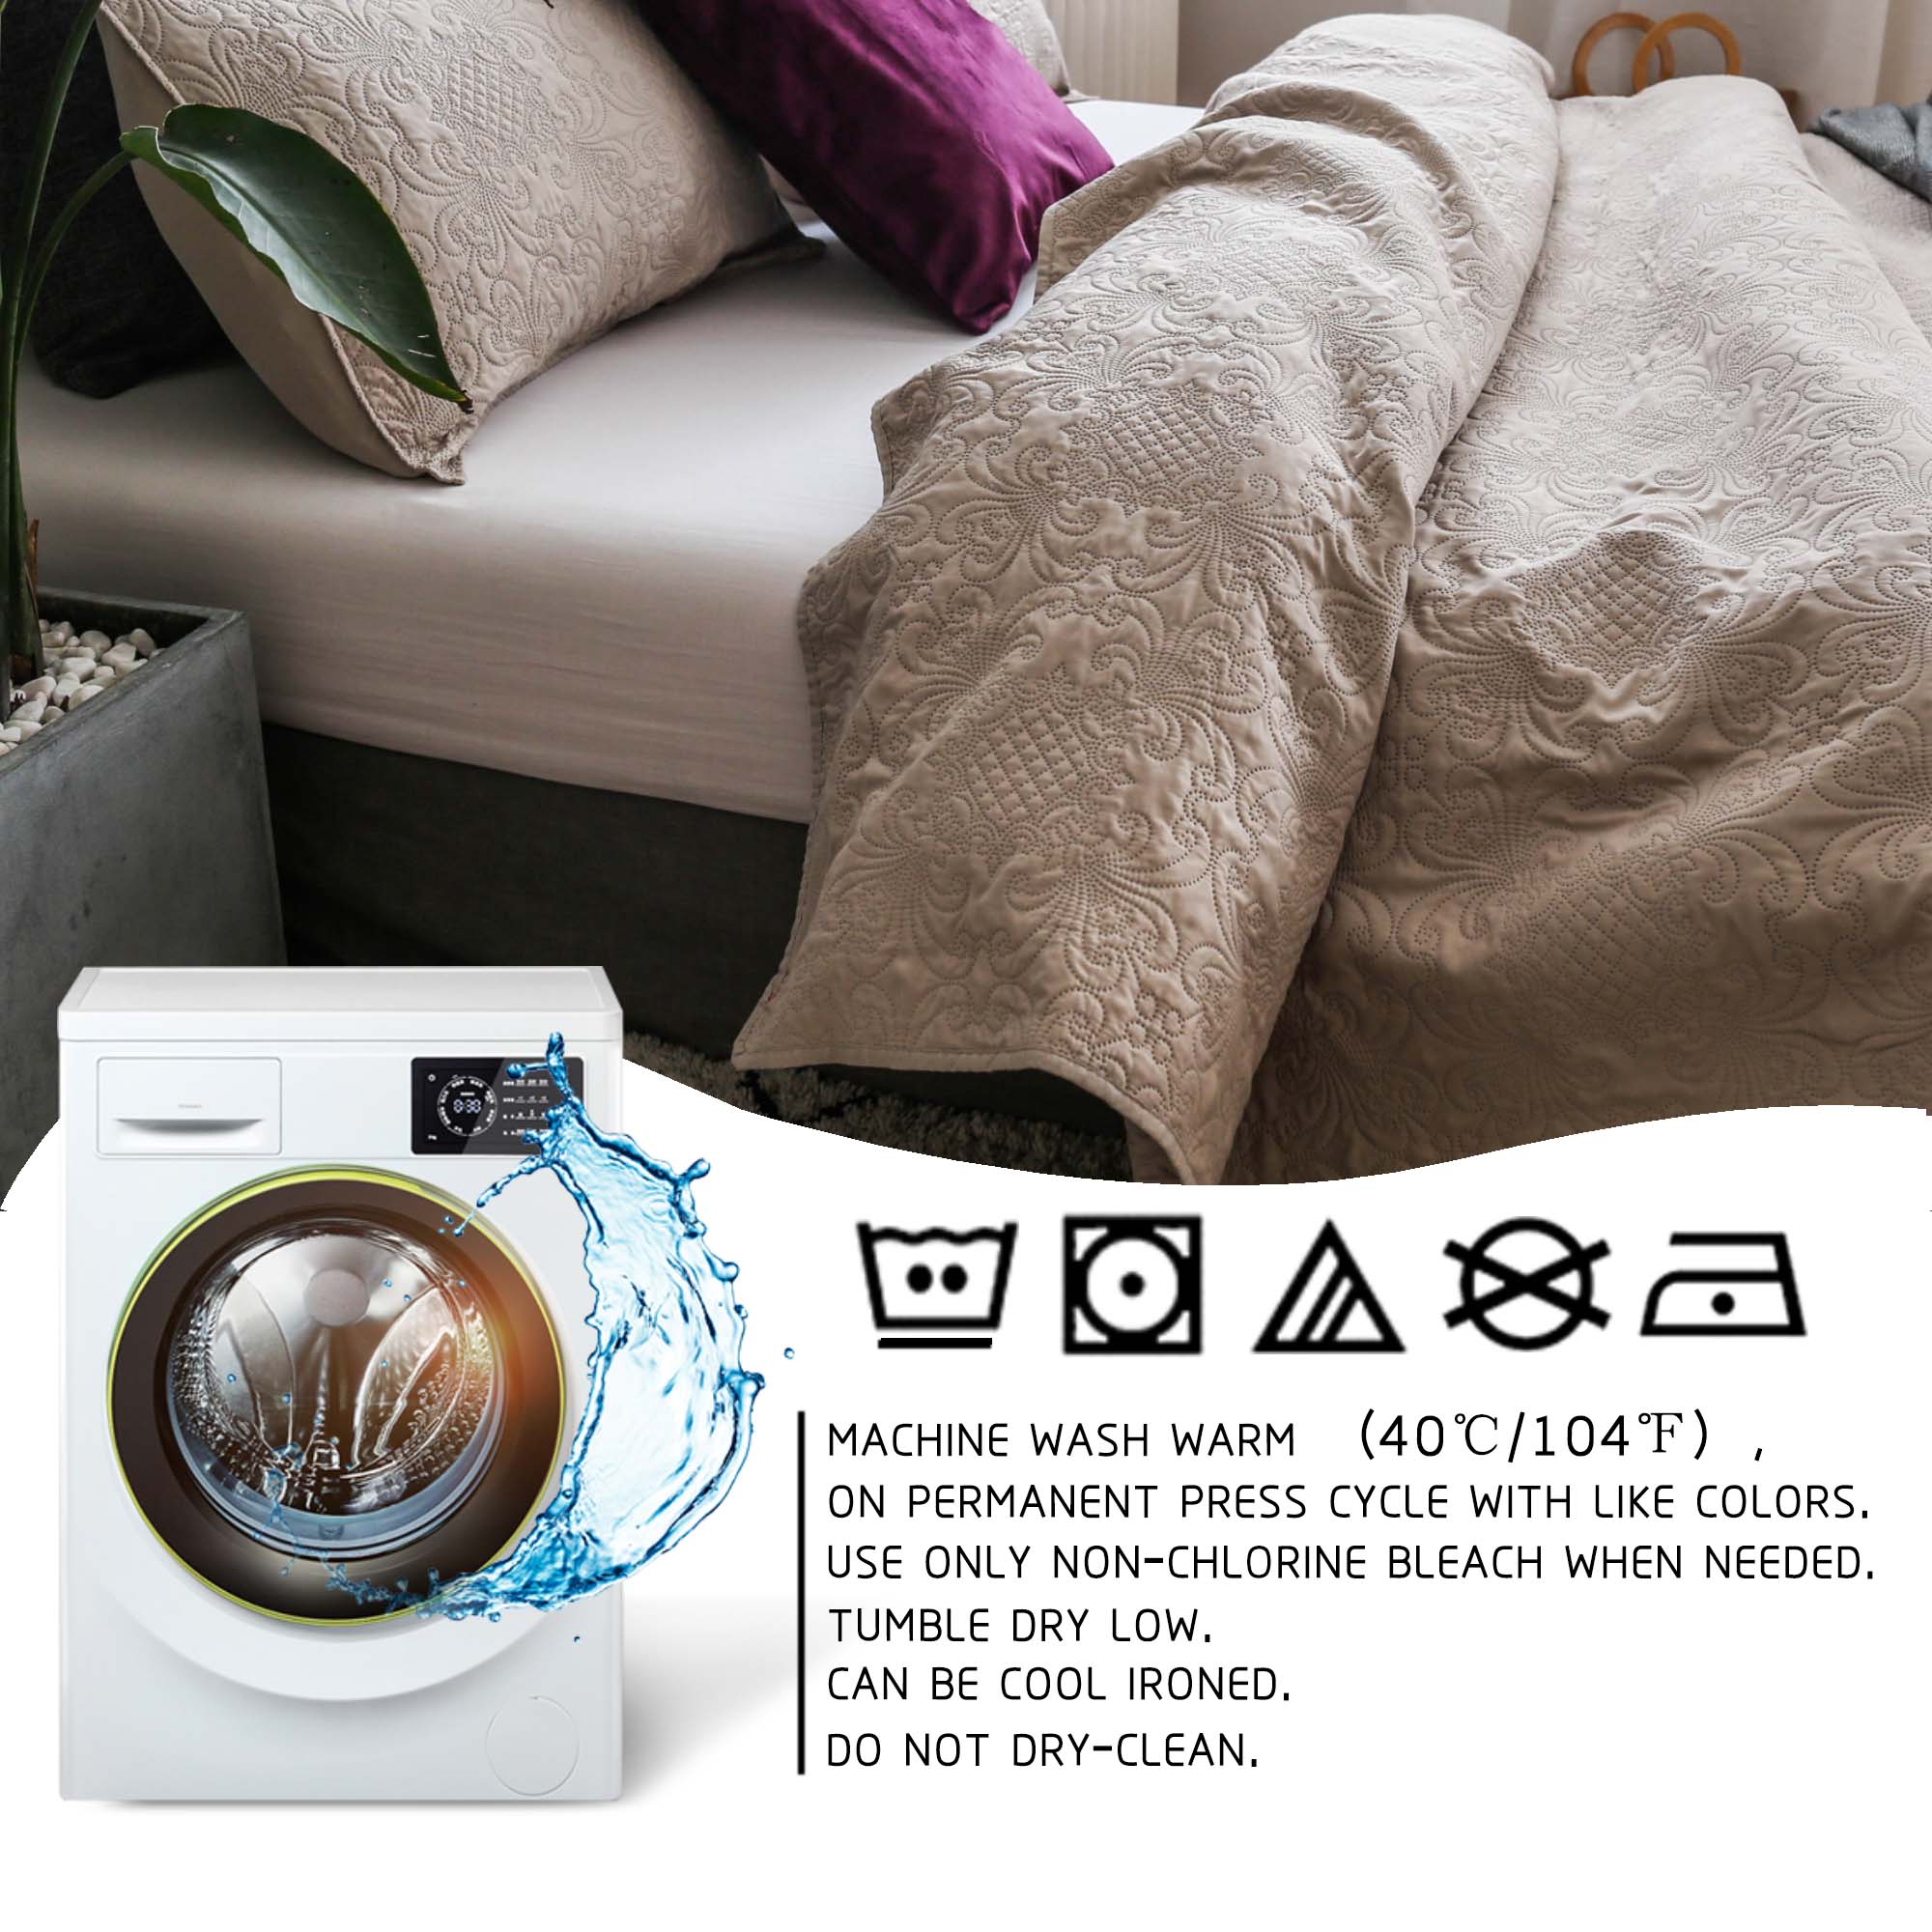 MACHINE WASH WARM (40℃/104℉) ,
ON PERMANENT PRESS CYCLE WITH LIKE COLORS.
USE ONLY NON-CHLORINE BLEACH WHEN NEEDED.
TUMBLE DRY LOW.
CAN BE COOL IRONED.
DO NOT DRY-CLEAN.